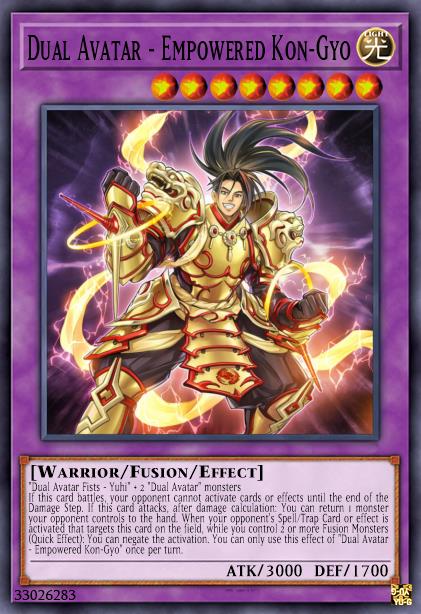 Dual Avatar - Empowered Kon-Gyo
LIGHT
光
[Warrior/Fusion/Effect]
"Dual Avatar Fists - Yuhi" + 2 "Dual Avatar" monsters
If this card battles, your opponent cannot activate cards or effects until the end of the
Damage Step. If this card attacks, after damage calculation: You can return 1 monster
your opponent controls to the hand. When your opponent's Spell/Trap Card or effect is
activated that targets this card on the field, while you control 2 or more Fusion Monsters
(Quick Effect): You can negate the activation. You can only use this effect of "Dual Avatar
- Empowered Kon-Gyo" once per turn.
ATK/3000 DEF/1700
33026283